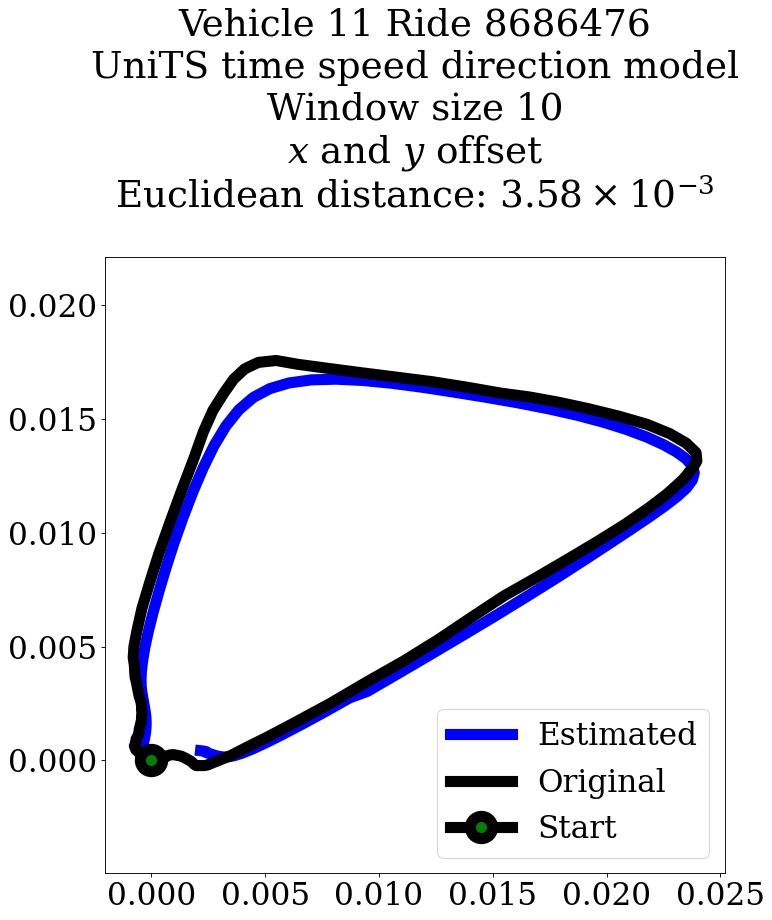 Vehicle 11 Ride 8686476
UniTS time speed direction model
Window size 10
x and y offset
Euclidean distance: 3.58 × 10⁻³
0.020
0.015
0.010
0.005
0.000
Estimated
Original
Start
0.000 0.005 0.010 0.015 0.020 0.025